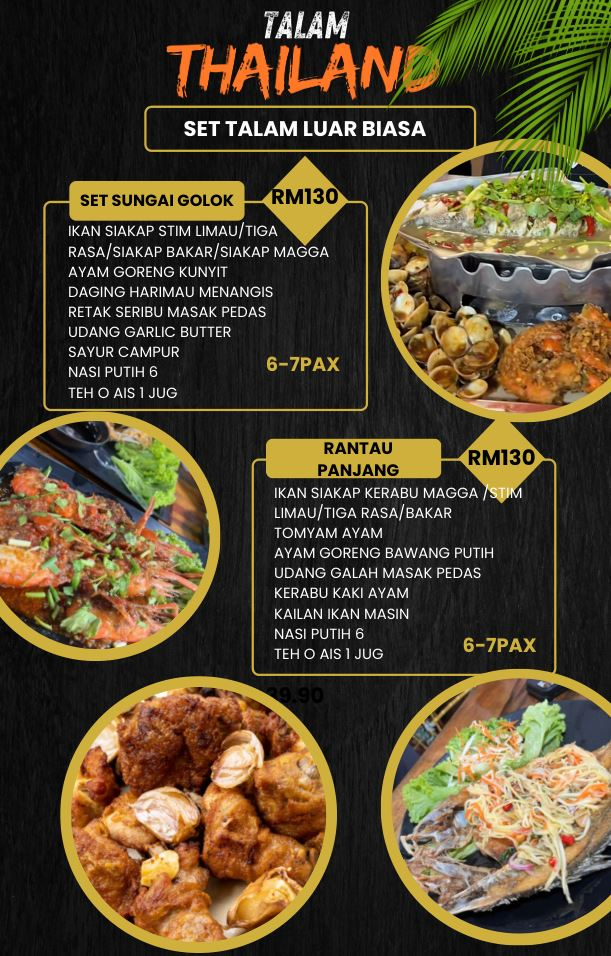 TALAM
THAILAND
SET TALAM LUAR BIASA
SET SUNGAI GOLOK
RM130
IKAN SIAKAP STIM LIMAU/TIGA
RASA/SIAKAP BAKAR/SIAKAP MAGGA
AYAM GORENG KUNYIT
DAGING HARIMAU MENANGIS
RETAK SERIBU MASAK PEDAS
UDANG GARLIC BUTTER
SAYUR CAMPUR
NASI PUTIH 6
TEH O AIS 1 JUG
6-7PAX
RANTAU
PANJANG
RM130
IKAN SIAKAP KERABU MAGGA /STIM
LIMAU/TIGA RASA/BAKAR
TOMYAM AYAM
AYAM GORENG BAWANG PUTIH
UDANG GALAH MASAK PEDAS
KERABU KAKI AYAM
KAILAN IKAN MASIN
NASI PUTIH 6
TEH O AIS 1 JUG
6-7PAX
39.90